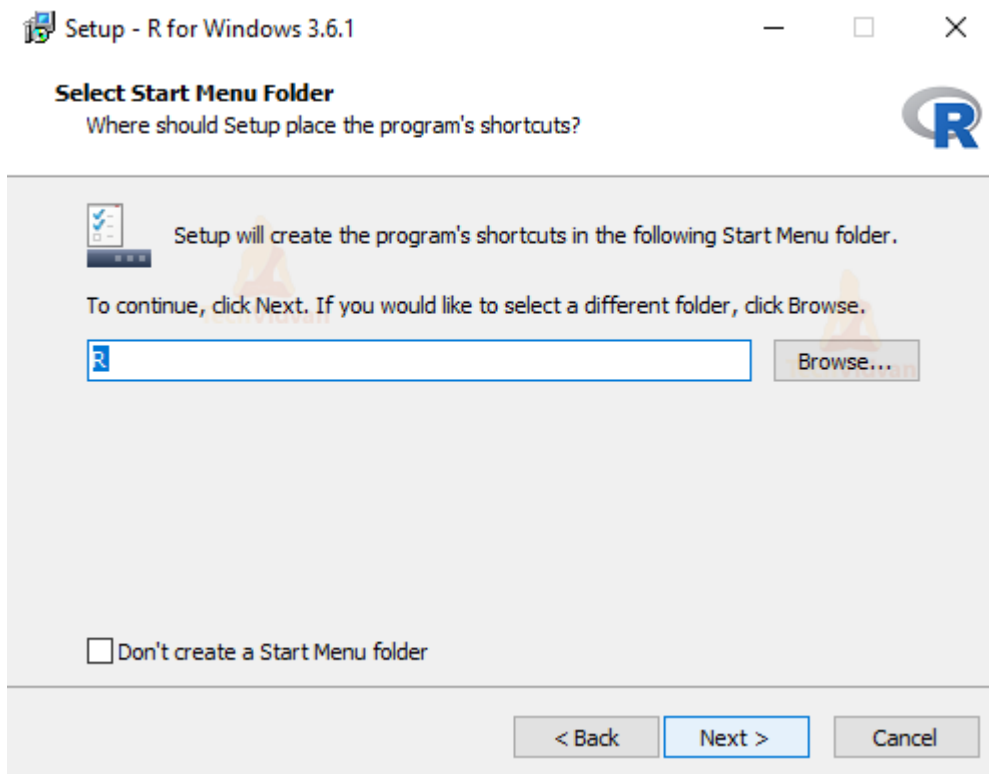 Setup - R for Windows 3.6.1
Select Start Menu Folder
Where should Setup place the program's shortcuts?
R
Setup will create the program's shortcuts in the following Start Menu folder.
To continue, click Next. If you would like to select a different folder, click Browse.
TechVidvan
R
Browse...
Don't create a Start Menu folder
< Back
Next >
Cancel